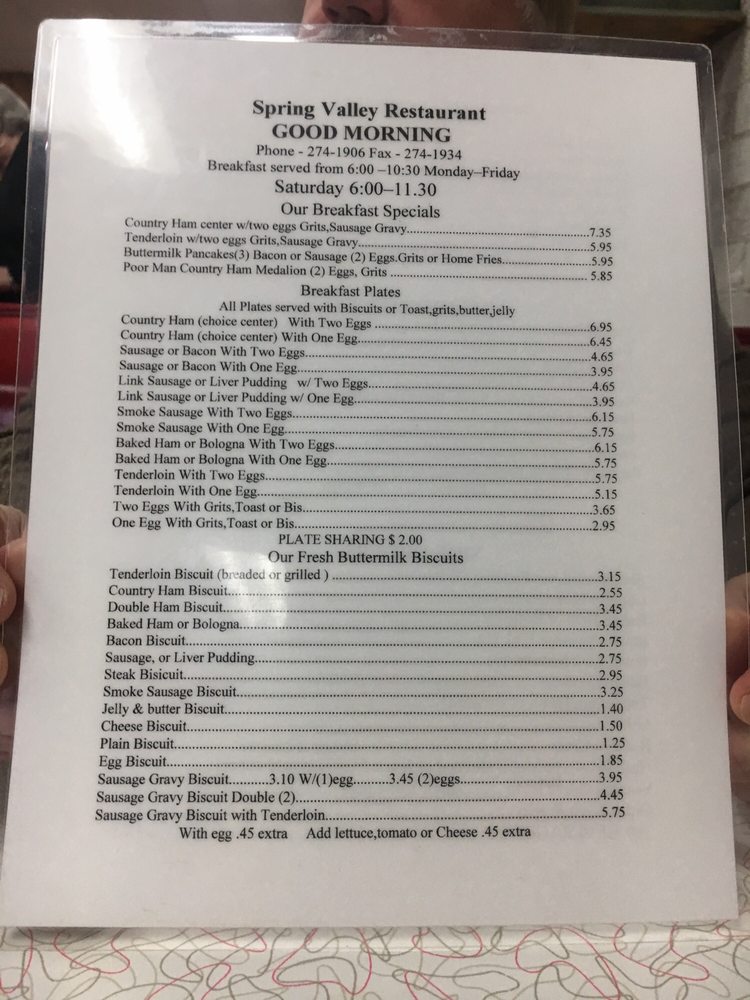 Spring Valley Restaurant
GOOD MORNING
Phone - 274-1906 Fax - 274-1934
Breakfast served from 6:00 –10:30 Monday–Friday
Saturday 6:00–11.30
Our Breakfast Specials
Country Ham center w/two eggs Grits,Sausage Gravy....7.35
Tenderloin w/two eggs Grits,Sausage Gravy....5.95
Buttermilk Pancakes(3) Bacon or Sausage (2) Eggs.Grits or Home Fries....5.95
Poor Man Country Ham Medalion (2) Eggs, Grits .... 5.85
Breakfast Plates
All Plates served with Biscuits or Toast,grits,butter,jelly
Country Ham (choice center) With Two Eggs ....6.95
Country Ham (choice center) With One Egg....6.45
Sausage or Bacon With Two Eggs....4.65
Sausage or Bacon With One Egg....3.95
Link Sausage or Liver Pudding w/ Two Eggs....4.65
Link Sausage or Liver Pudding w/ One Egg....3.95
Smoke Sausage With Two Eggs....6.15
Smoke Sausage With One Egg....5.75
Baked Ham or Bologna With Two Eggs....6.15
Baked Ham or Bologna With One Egg....5.75
Tenderloin With Two Eggs....5.75
Tenderloin With One Egg....5.15
Two Eggs With Grits,Toast or Bis....3.65
One Egg With Grits,Toast or Bis....2.95
PLATE SHARING $ 2.00
Our Fresh Buttermilk Biscuits
Tenderloin Biscuit (breaded or grilled ) ....3.15
Country Ham Biscuit....2.55
Double Ham Biscuit....3.45
Baked Ham or Bologna....3.45
Bacon Biscuit....2.75
Sausage, or Liver Pudding....2.75
Steak Bisicuit....2.95
Smoke Sausage Biscuit....3.25
Jelly & butter Biscuit....1.40
Cheese Biscuit....1.50
Plain Biscuit....1.25
Egg Biscuit....1.85
Sausage Gravy Biscuit..........3.10 W/(1)egg.........3.45 (2)eggs....3.95
Sausage Gravy Biscuit Double (2)....4.45
Sausage Gravy Biscuit with Tenderloin....5.75
With egg .45 extra Add lettuce,tomato or Cheese .45 extra